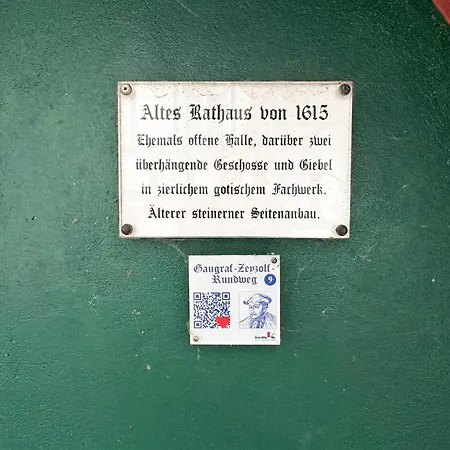 Altes Rathaus von 1615
Ehemals offene Halle, darüber zwei
überhängende Geschosse und Giebel
in zierlichem gotischem Fachwerk.
Älterer steinerner Seitenanbau.
Gaugraf-Zeyzolf-
Rundweg 9